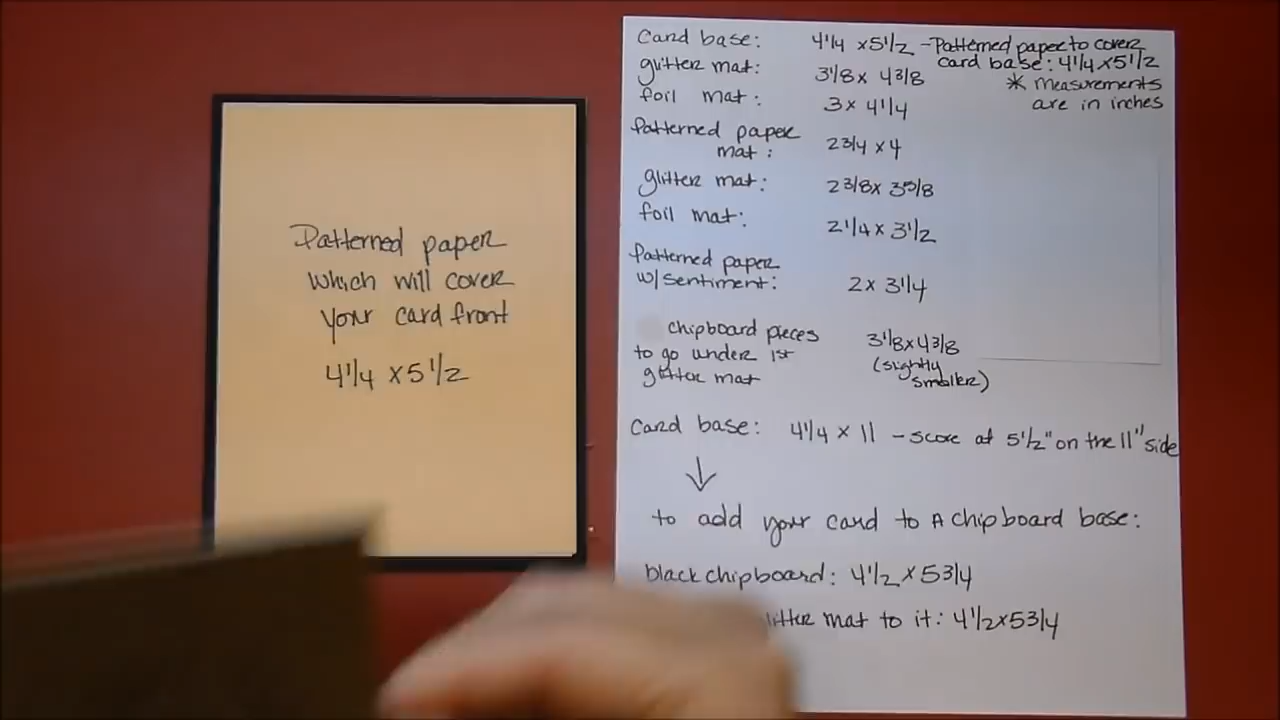 Patterned paper
which will cover
your card front
4 1/4 x 5 1/2
Card base: 4 1/4 x 5 1/2 - Patterned paper to cover
card base: 4 1/4 x 5 1/2
glitter mat: 3 1/8 x 4 3/8
* measurements
are in inches
foil mat: 3 x 4 1/4
Patterned paper
mat: 2 3/4 x 4
glitter mat: 2 3/8 x 3 5/8
foil mat: 2 1/4 x 3 1/2
Patterned paper
w/sentiment: 2 x 3 1/4
chipboard pieces 3 1/8 x 4 3/8
to go under 1st (slightly
glitter mat smaller)
Card base: 4 1/4 x 11 - score at 5 1/2" on the 11" side
↓
to add your card to A chipboard base:
black chipboard: 4 1/2 x 5 3/4
mat to it: 4 1/2 x 5 3/4